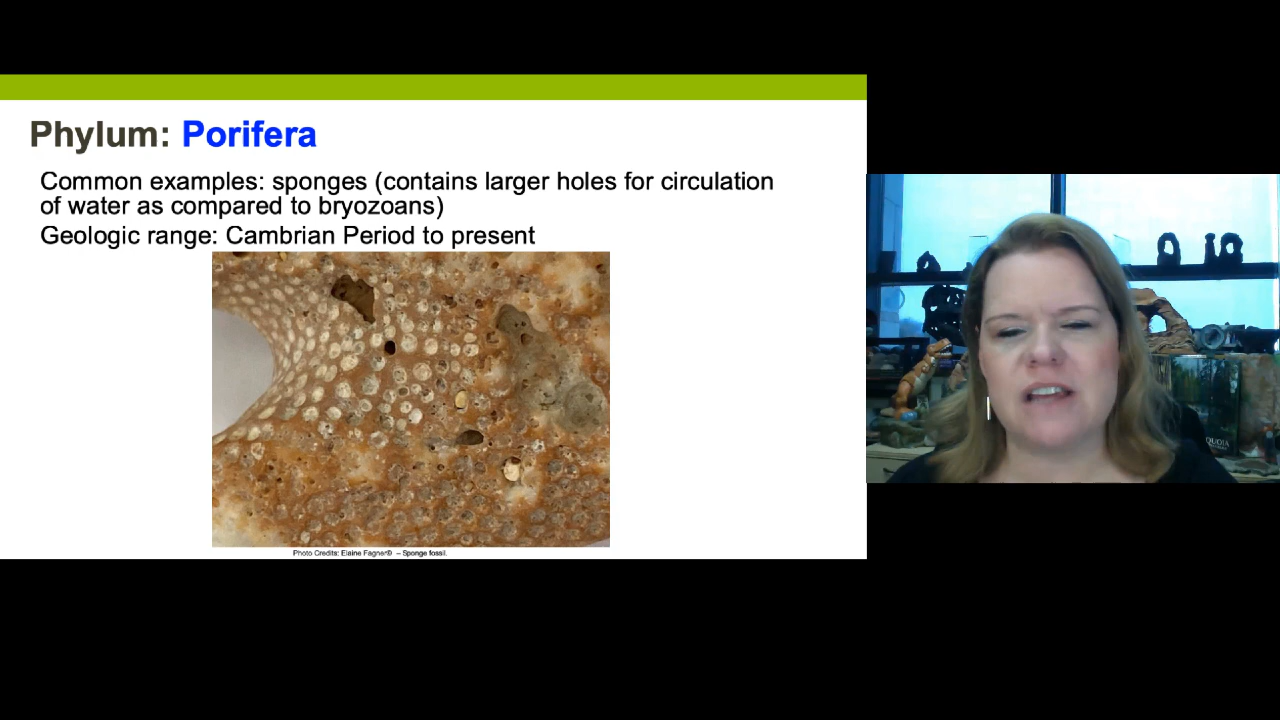 Phylum: Porifera
Common examples: sponges (contains larger holes for circulation
of water as compared to bryozoans)
Geologic range: Cambrian Period to present
Photo Credits: Elaine Fagner© – Sponge fossil.